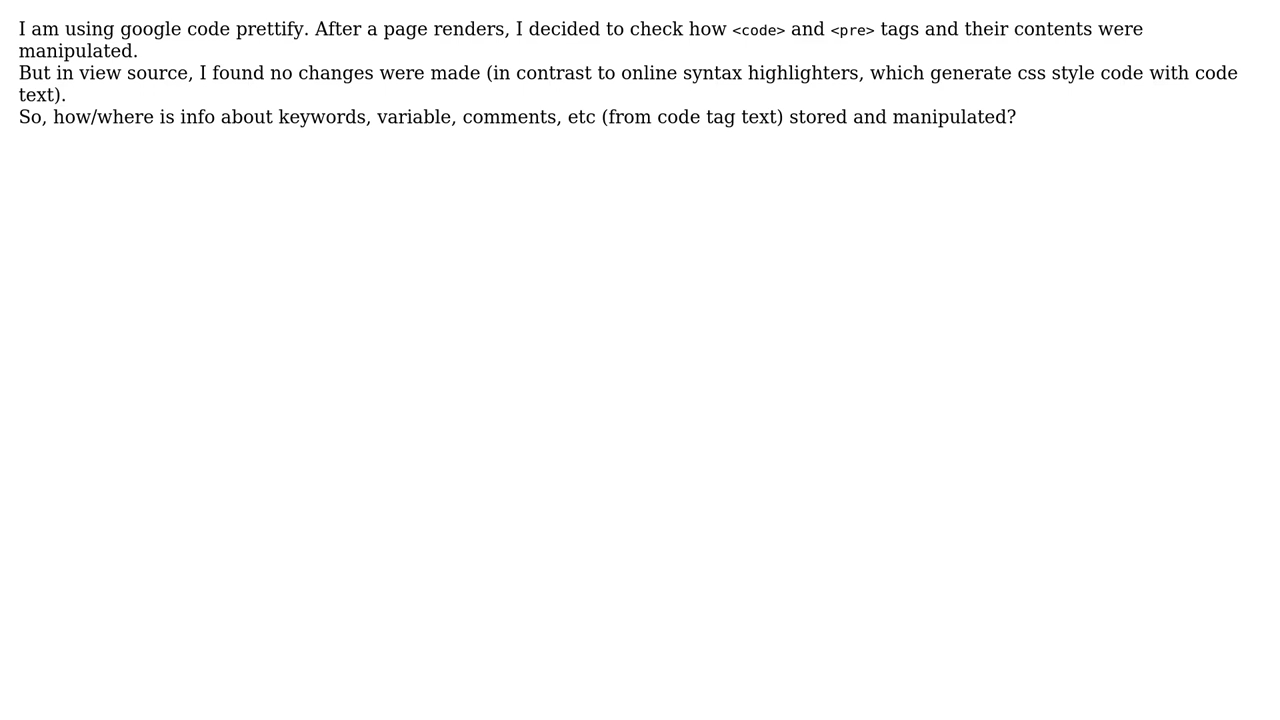 I am using google code prettify. After a page renders, I decided to check how <code> and <pre> tags and their contents were
manipulated.
But in view source, I found no changes were made (in contrast to online syntax highlighters, which generate css style code with code
text).
So, how/where is info about keywords, variable, comments, etc (from code tag text) stored and manipulated?